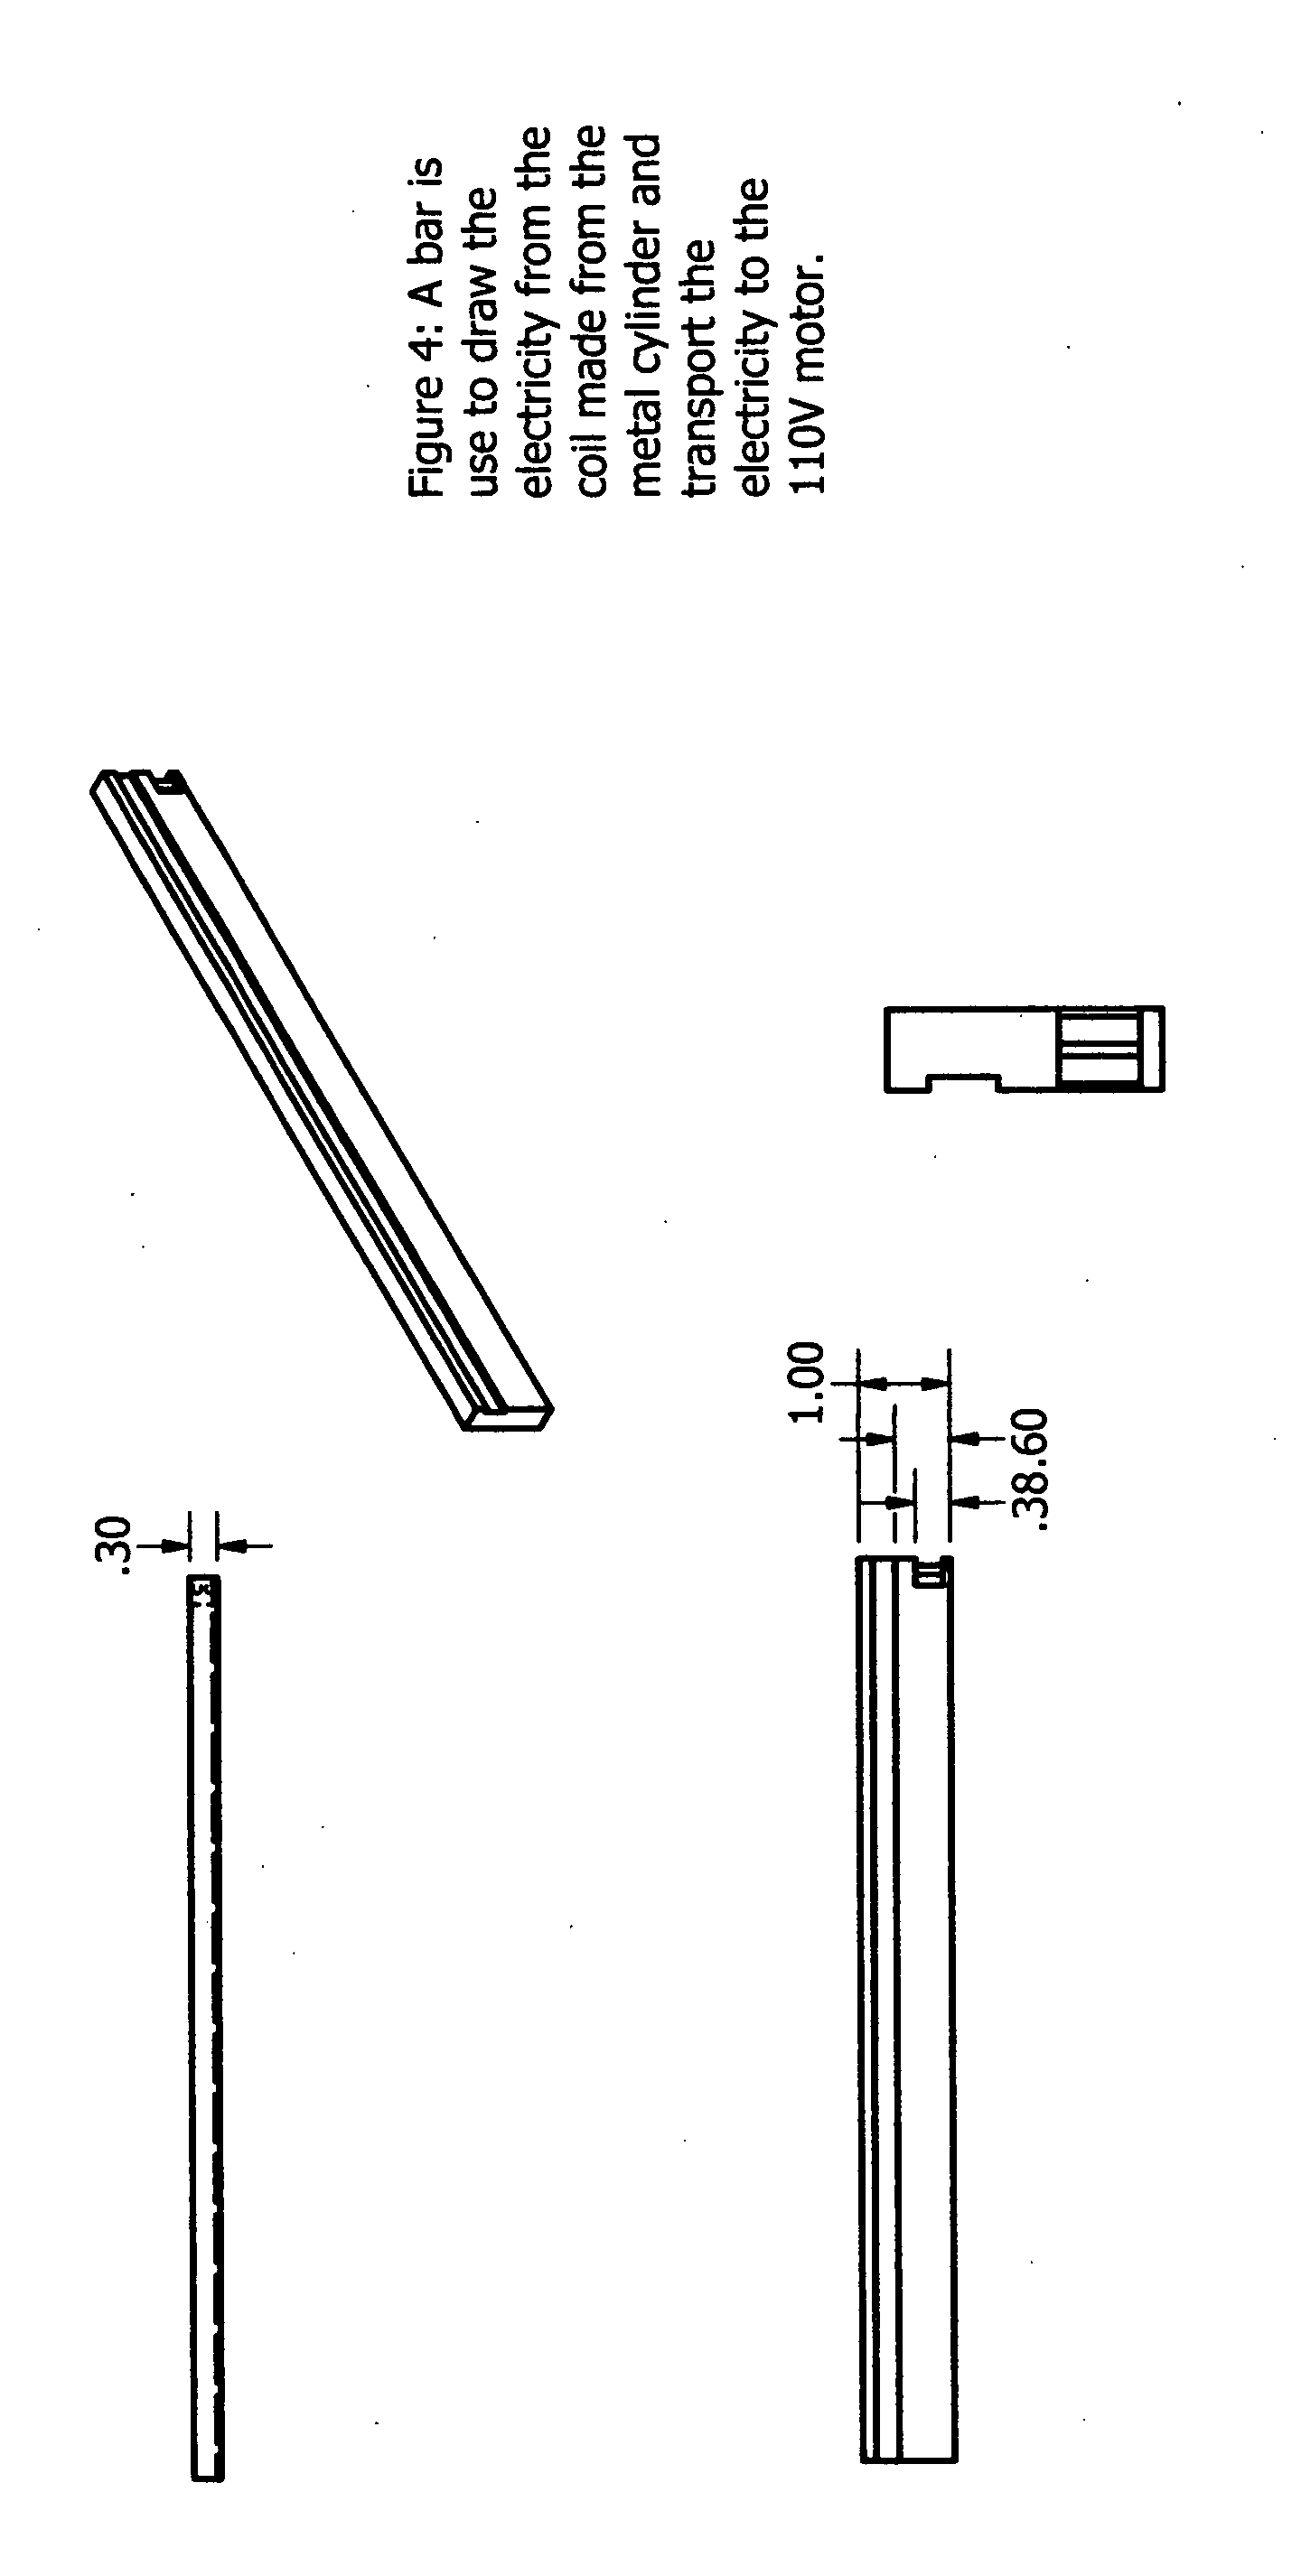 Figure 4: A bar is
use to draw the
electricity from the
coil made from the
metal cylinder and
transport the
electricity to the
110V motor.
.30
1.00
.38.60